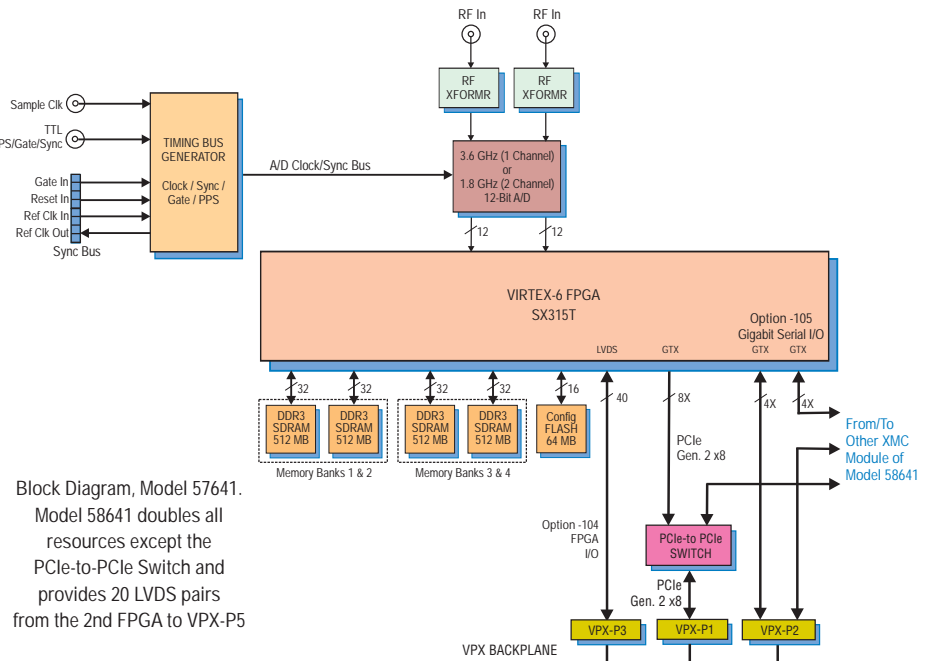 RF In
RF In
RF
XFORMR
RF
XFORMR
Sample Clk
TTL
PS/Gate/Sync
Gate In
Reset In
Ref Clk In
Ref Clk Out
Sync Bus
TIMING BUS
GENERATOR
Clock / Sync /
Gate / PPS
A/D Clock/Sync Bus
3.6 GHz (1 Channel)
or
1.8 GHz (2 Channel)
12-Bit A/D
12
12
VIRTEX-6 FPGA
SX315T
Option -105
Gigabit Serial I/O
LVDS
GTX
GTX
GTX
32
32
32
32
16
40
8X
4X
4X
DDR3
SDRAM
512 MB
DDR3
SDRAM
512 MB
DDR3
SDRAM
512 MB
DDR3
SDRAM
512 MB
Config
FLASH
64 MB
Memory Banks 1 & 2
Memory Banks 3 & 4
PCIe
Gen. 2 x8
From/To
Other XMC
Module of
Model 58641
Block Diagram, Model 57641.
Model 58641 doubles all
resources except the
PCIe-to-PCIe Switch and
provides 20 LVDS pairs
from the 2nd FPGA to VPX-P5
Option -104
FPGA
I/O
PCIe-to PCIe
SWITCH
PCIe
Gen. 2 x8
VPX-P3
VPX-P1
VPX-P2
VPX BACKPLANE